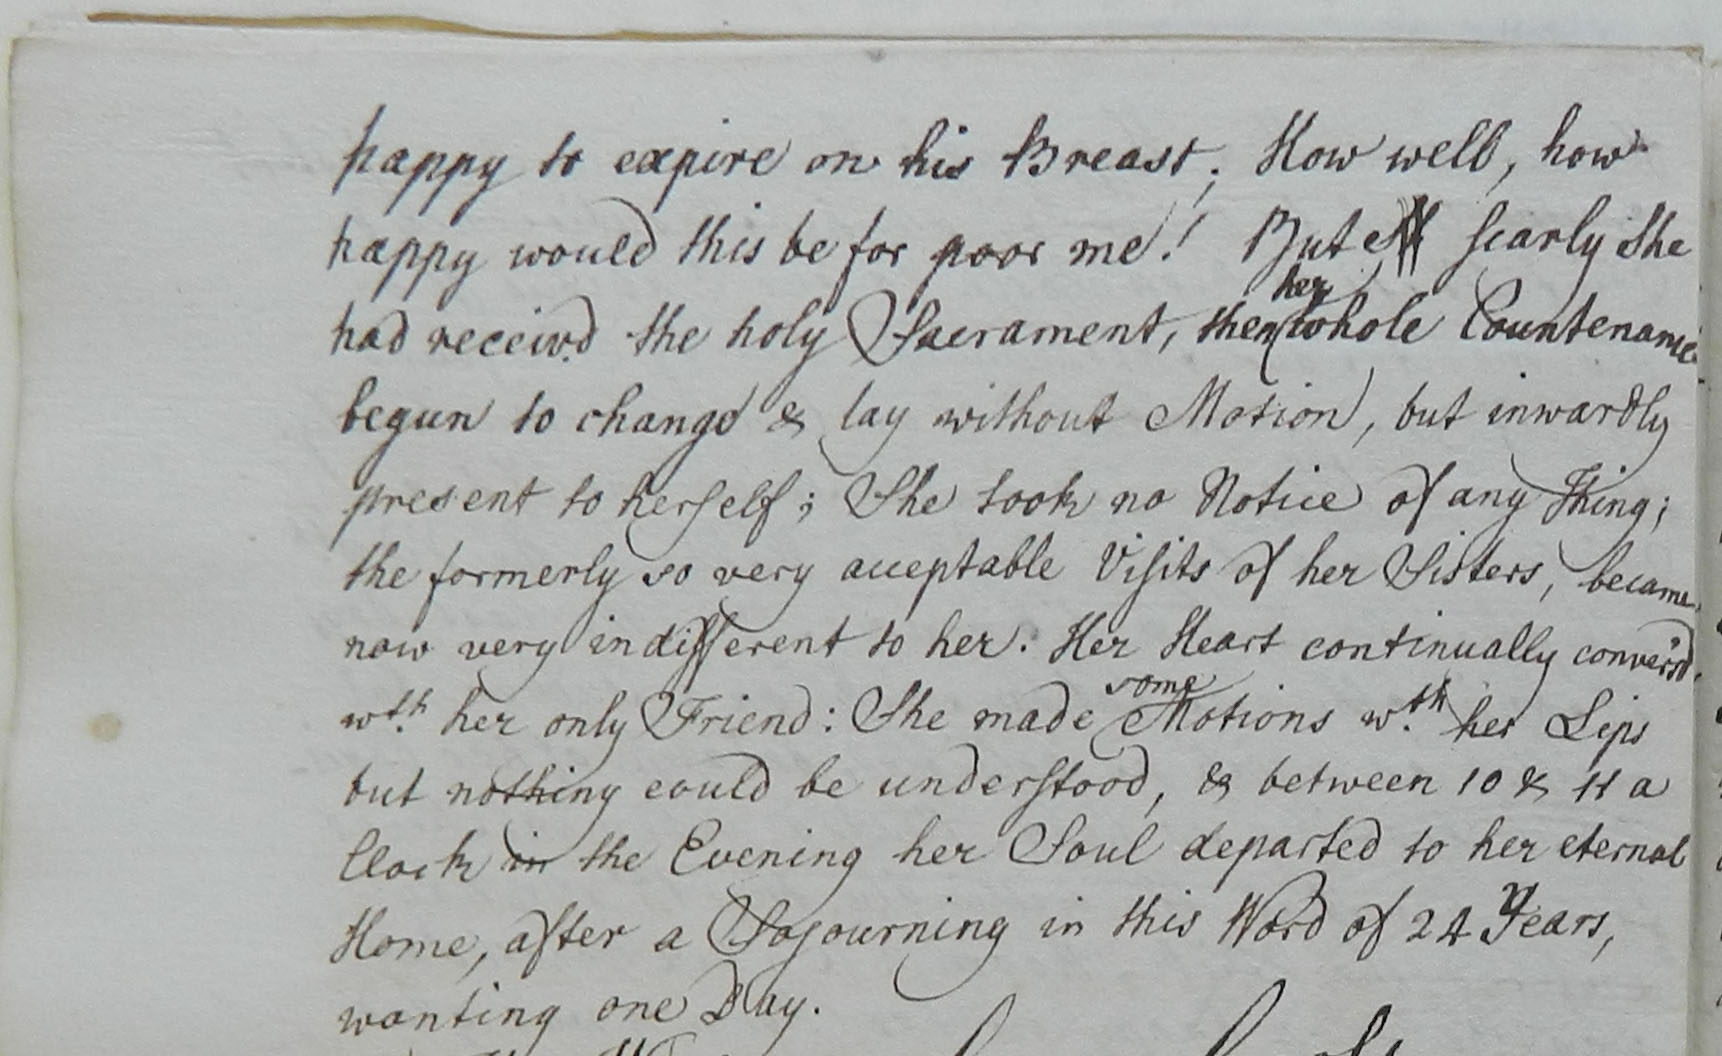 happy to expire on his Breast; How well, how
happy would this be for poor me! But scarly she
had receiv'd the holy Sacrament, then her whole Countenance
begun to change & lay without Motion, but inwardly
present to herself; She took no Notice of any Thing;
the formerly so very acceptable Visits of her Sisters, became
now very indifferent to her. Her Heart continually convers'd
wth. her only Friend: She made some Motions wth. her Lips
but nothing could be understood, & between 10 & 11 a
Clock in the Evening her Soul departed to her eternal
Home, after a Sojourning in this Word of 24 Years,
wanting one Day.